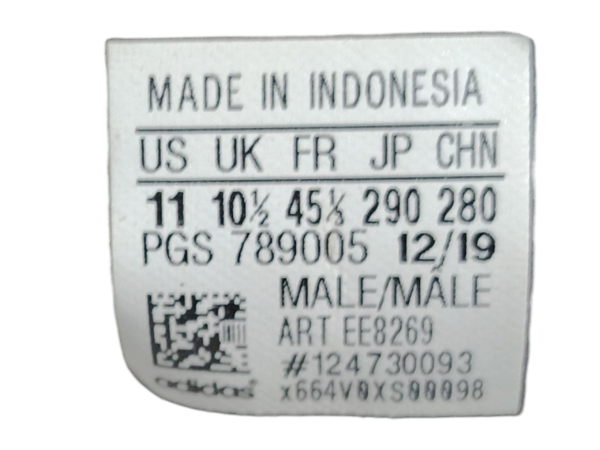 MADE IN INDONESIA
US UK FR JP CHN
11 10½ 45⅓ 290 280
PGS 789005 12/19
MALE/MÂLE
ART EE8269
#124730093
adidas x664V0XS00098